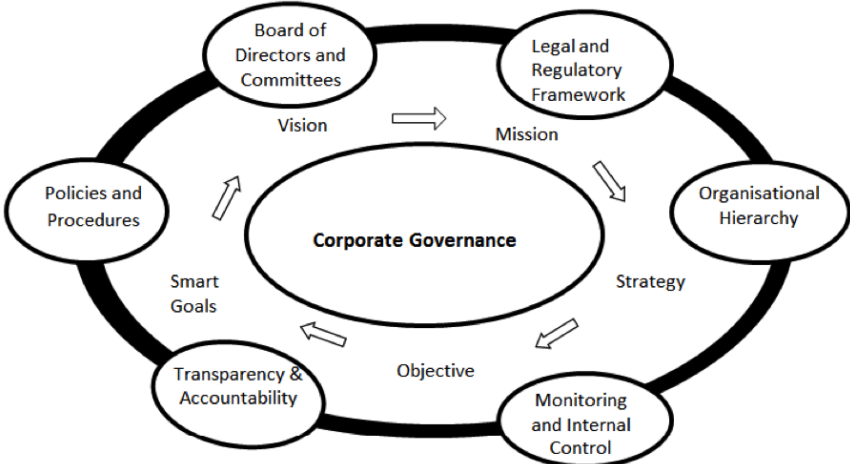 Board of
Directors and
Committees
Legal and
Regulatory
Framework
Vision
Mission
Policies and
Procedures
Organisational
Hierarchy
Corporate Governance
Smart
Goals
Strategy
Objective
Transparency &
Accountability
Monitoring
and Internal
Control